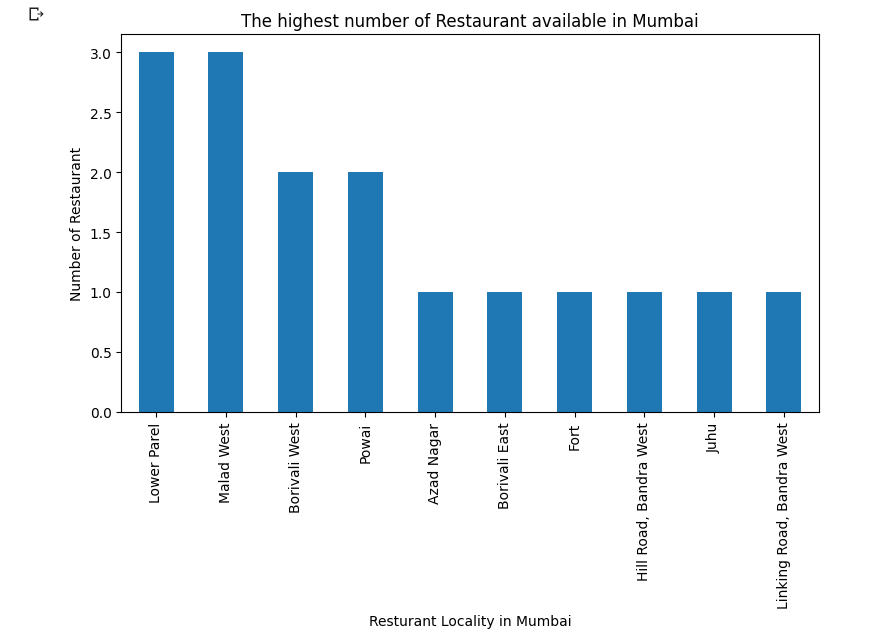 The highest number of Restaurant available in Mumbai
Number of Restaurant
3.0
2.5
2.0
1.5
1.0
0.5
0.0
Lower Parel
Malad West
Borivali West
Powai
Azad Nagar
Borivali East
Fort
Hill Road, Bandra West
Juhu
Linking Road, Bandra West
Resturant Locality in Mumbai